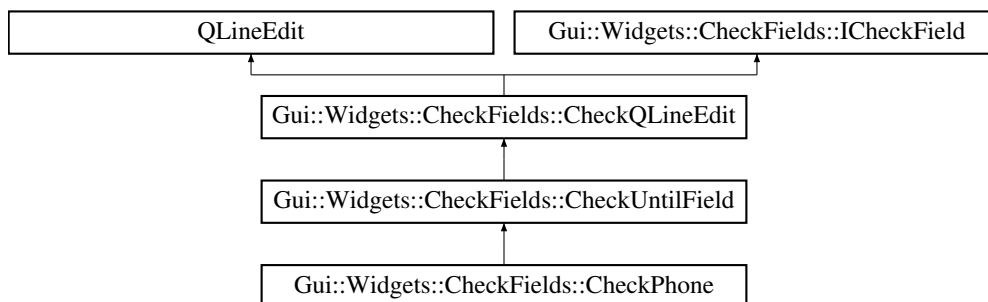 QLineEdit
Gui::Widgets::CheckFields::ICheckField
Gui::Widgets::CheckFields::CheckQLineEdit
Gui::Widgets::CheckFields::CheckUntilField
Gui::Widgets::CheckFields::CheckPhone